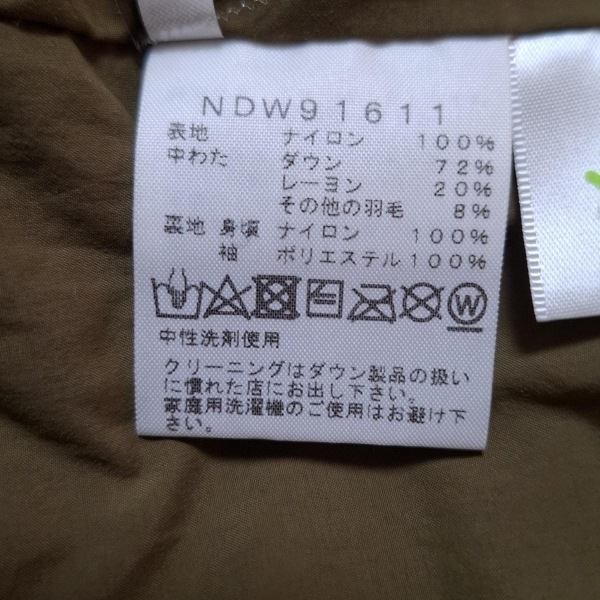 NDW91611
表地 ナイロン 100%
中わた ダウン 72%
レーヨン 20%
その他の羽毛 8%
裏地 身頃 ナイロン 100%
袖 ポリエステル 100%
W
中性洗剤使用
クリーニングはダウン製品の扱い
に慣れた店にお出し下さい。
家庭用洗濯機のご使用はお避け下
さい。